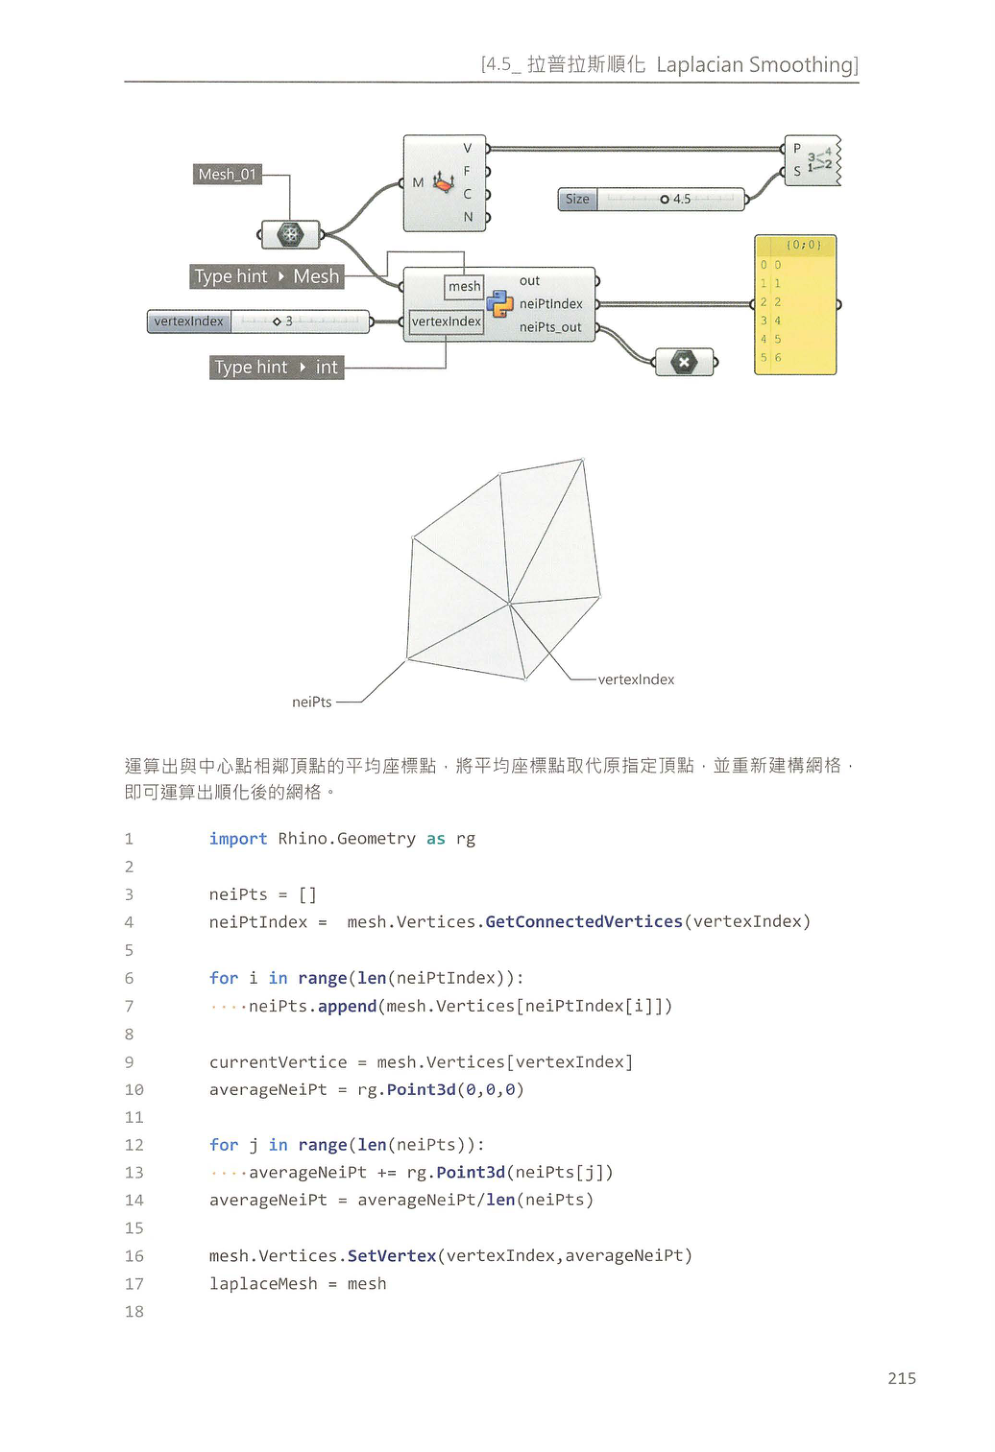 [4.5_ 拉普拉斯順化 Laplacian Smoothing]
Mesh_01
M
V
F
C
N
P
S
3 4
1 2
Size
4.5
Type hint ▸ Mesh
mesh
vertexIndex
out
neiPtIndex
neiPts_out
vertexIndex
3
Type hint ▸ int
{0;0}
0 0
1 1
2 2
3 4
4 5
5 6
vertexIndex
neiPts
運算出與中心點相鄰頂點的平均座標點，將平均座標點取代原指定頂點，並重新建構網格，
即可運算出順化後的網格。
1 import Rhino.Geometry as rg
2
3 neiPts = []
4 neiPtIndex =  mesh.Vertices.GetConnectedVertices(vertexIndex)
5
6 for i in range(len(neiPtIndex)):
7 ····neiPts.append(mesh.Vertices[neiPtIndex[i]])
8
9 currentVertice = mesh.Vertices[vertexIndex]
10 averageNeiPt = rg.Point3d(0,0,0)
11
12 for j in range(len(neiPts)):
13 ····averageNeiPt += rg.Point3d(neiPts[j])
14 averageNeiPt = averageNeiPt/len(neiPts)
15
16 mesh.Vertices.SetVertex(vertexIndex,averageNeiPt)
17 laplaceMesh = mesh
18
215